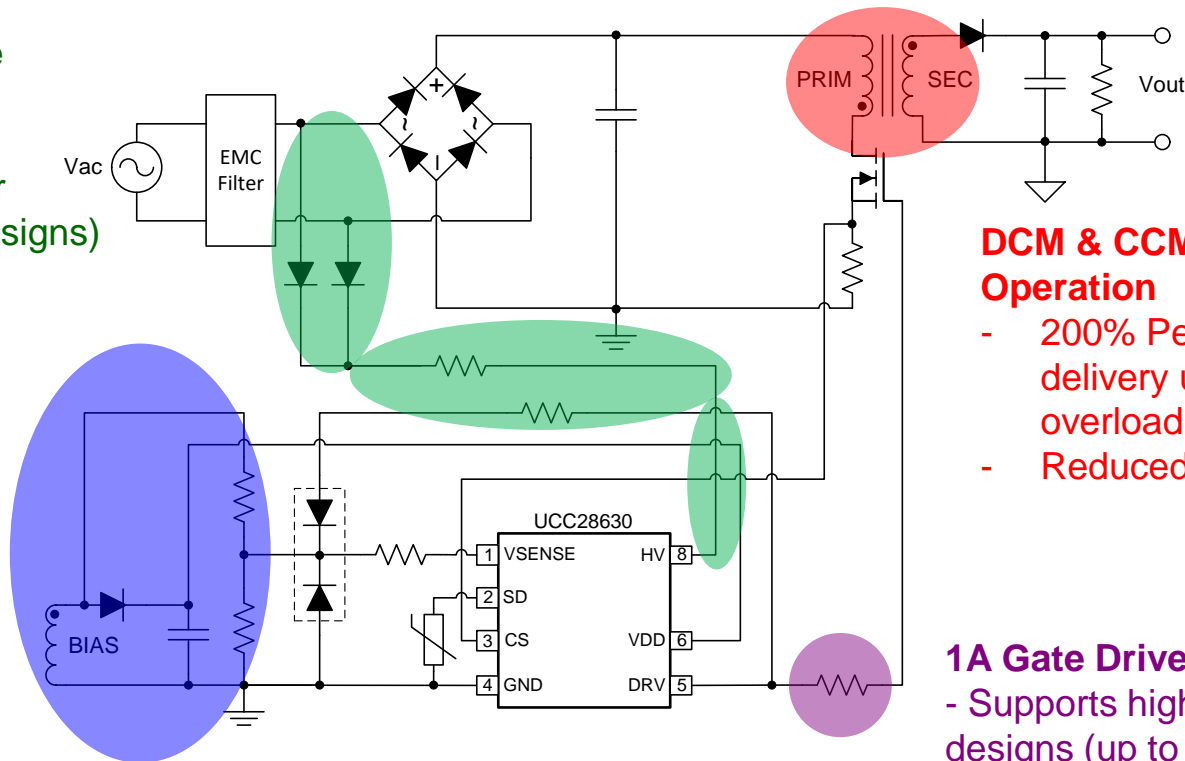 e
r
signs)
Vac
EMC
Filter
+
~
~
−
PRIM
SEC
Vout
DCM & CCM
Operation
- 200% Pe
delivery u
overload
- Reduced
UCC28630
1 VSENSE
HV 8
2 SD
3 CS
VDD 6
4 GND
DRV 5
BIAS
1A Gate Drive
- Supports high
designs (up to